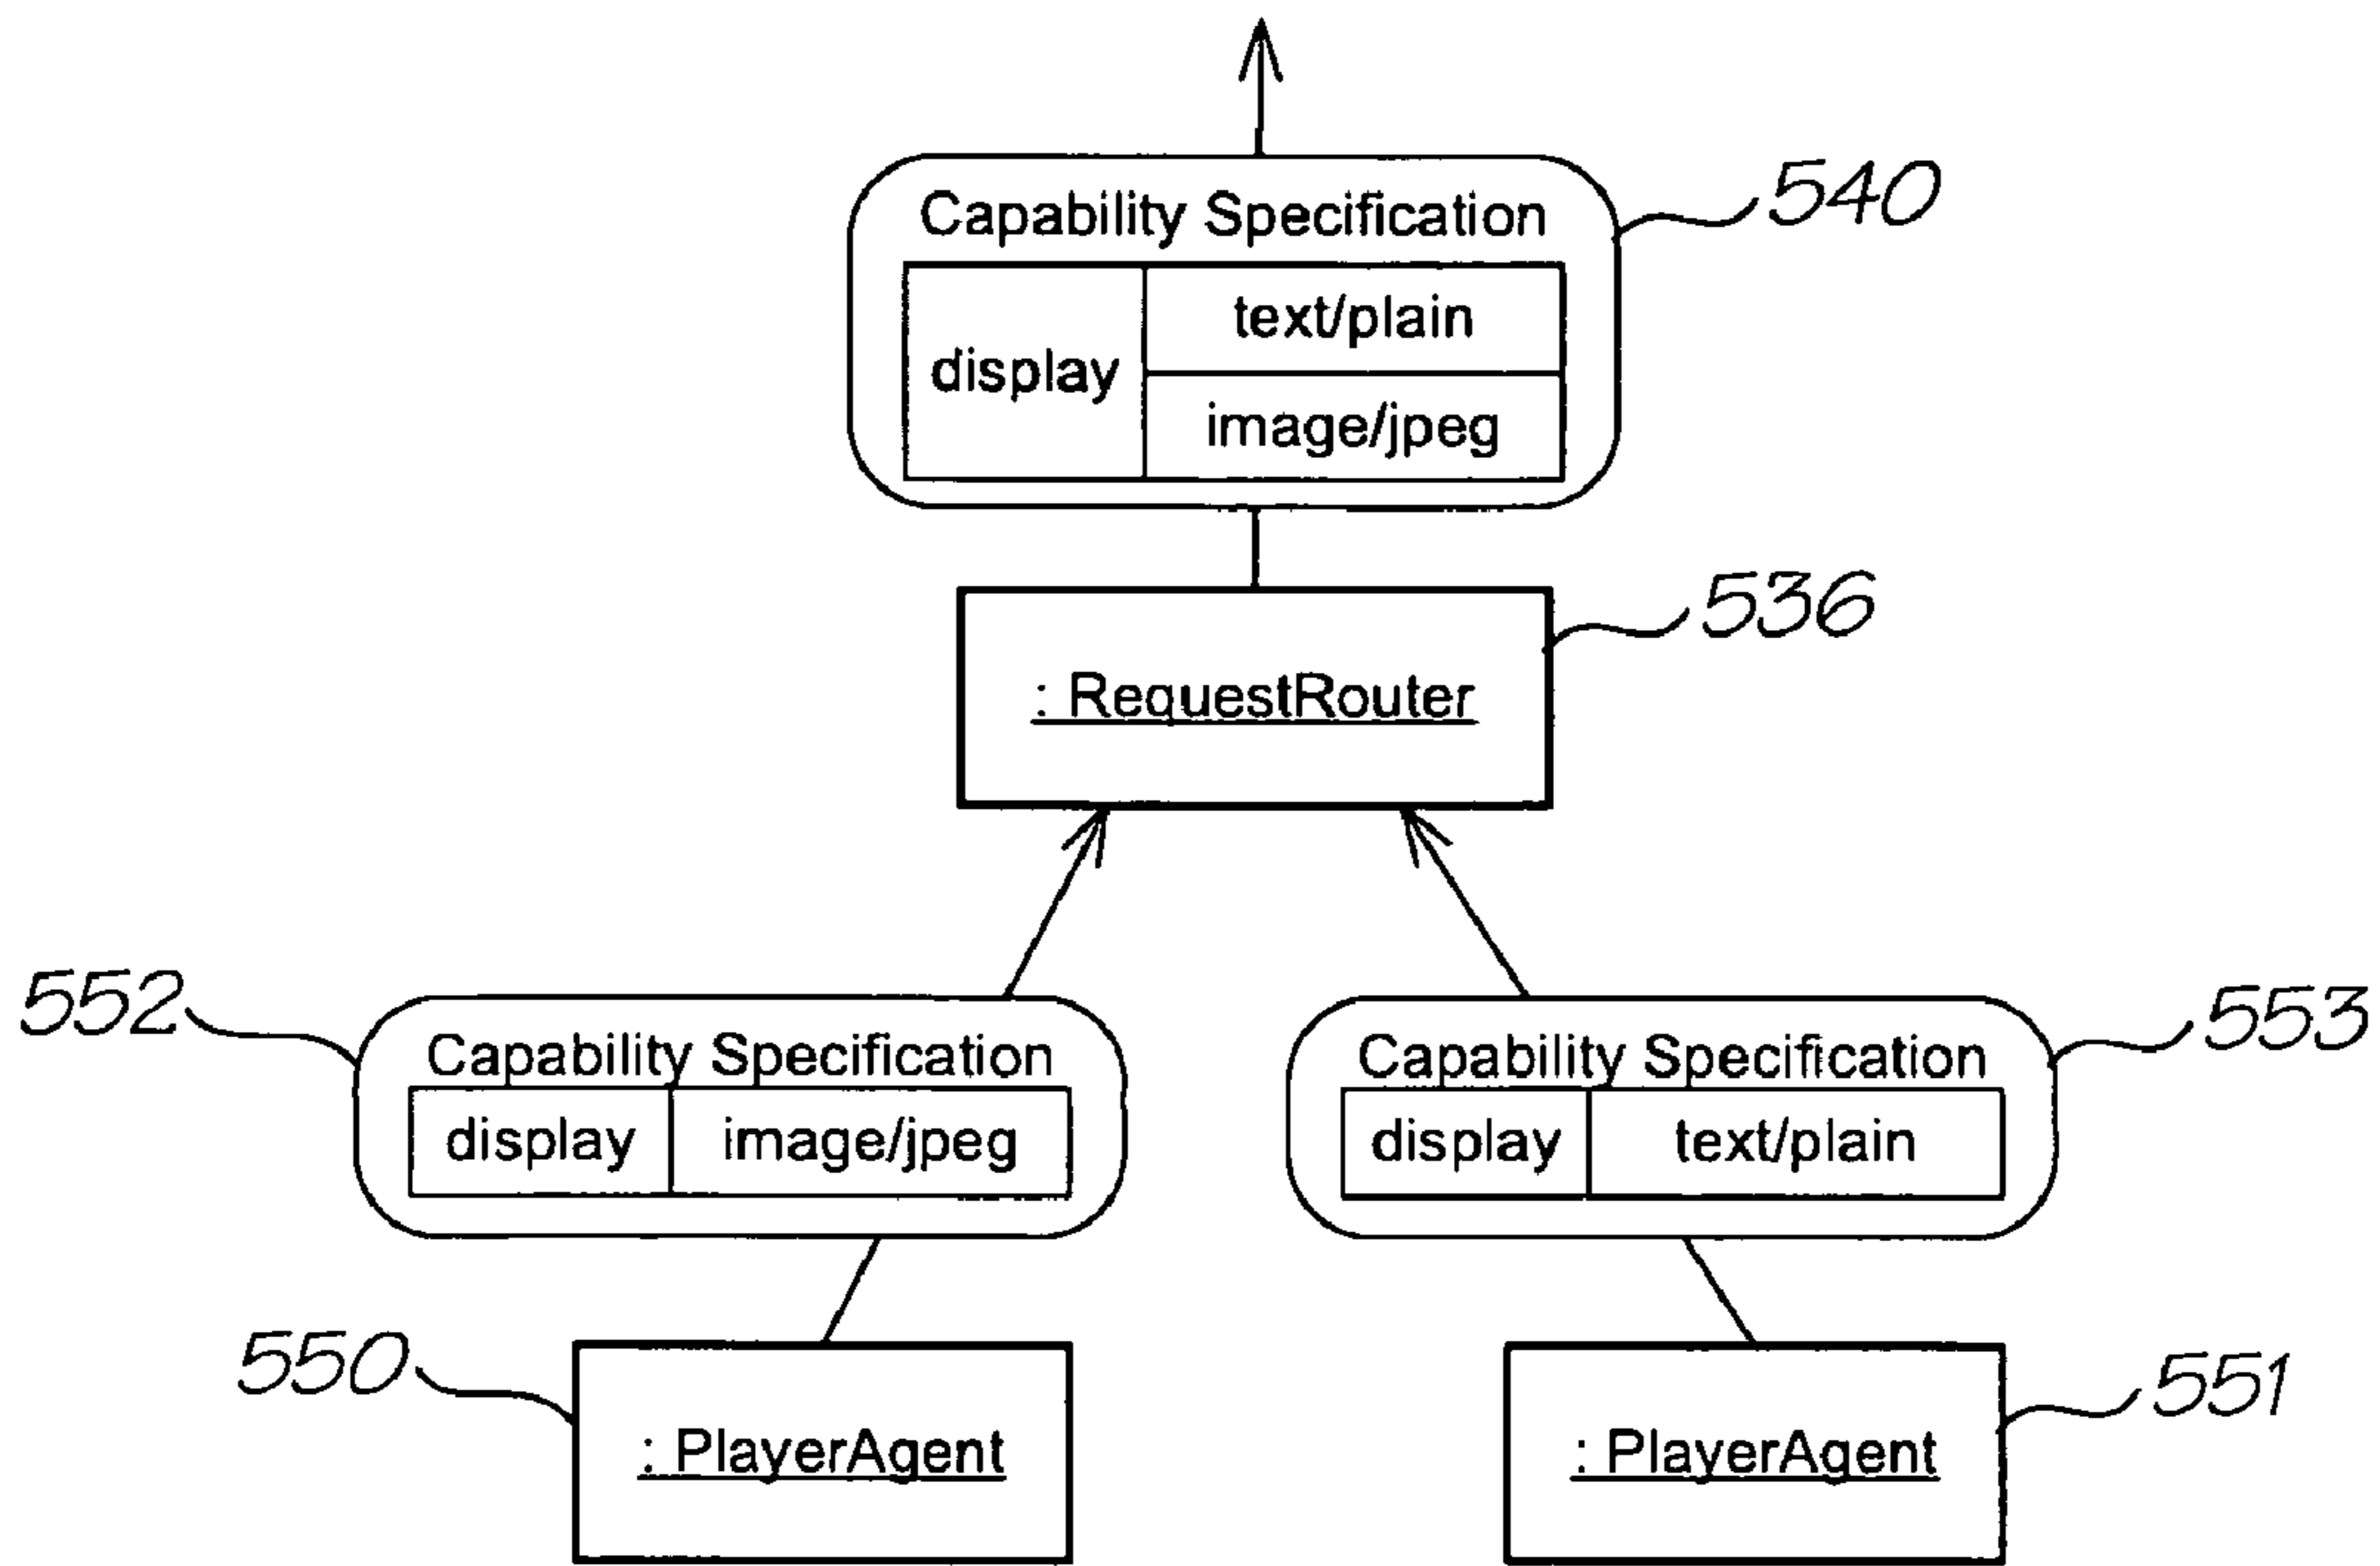 Capability Specification
540
text/plain
display
image/jpeg
536
: RequestRouter
552
553
Capability Specification
Capability Specification
display
image/jpeg
display
text/plain
550
551
: PlayerAgent
: PlayerAgent